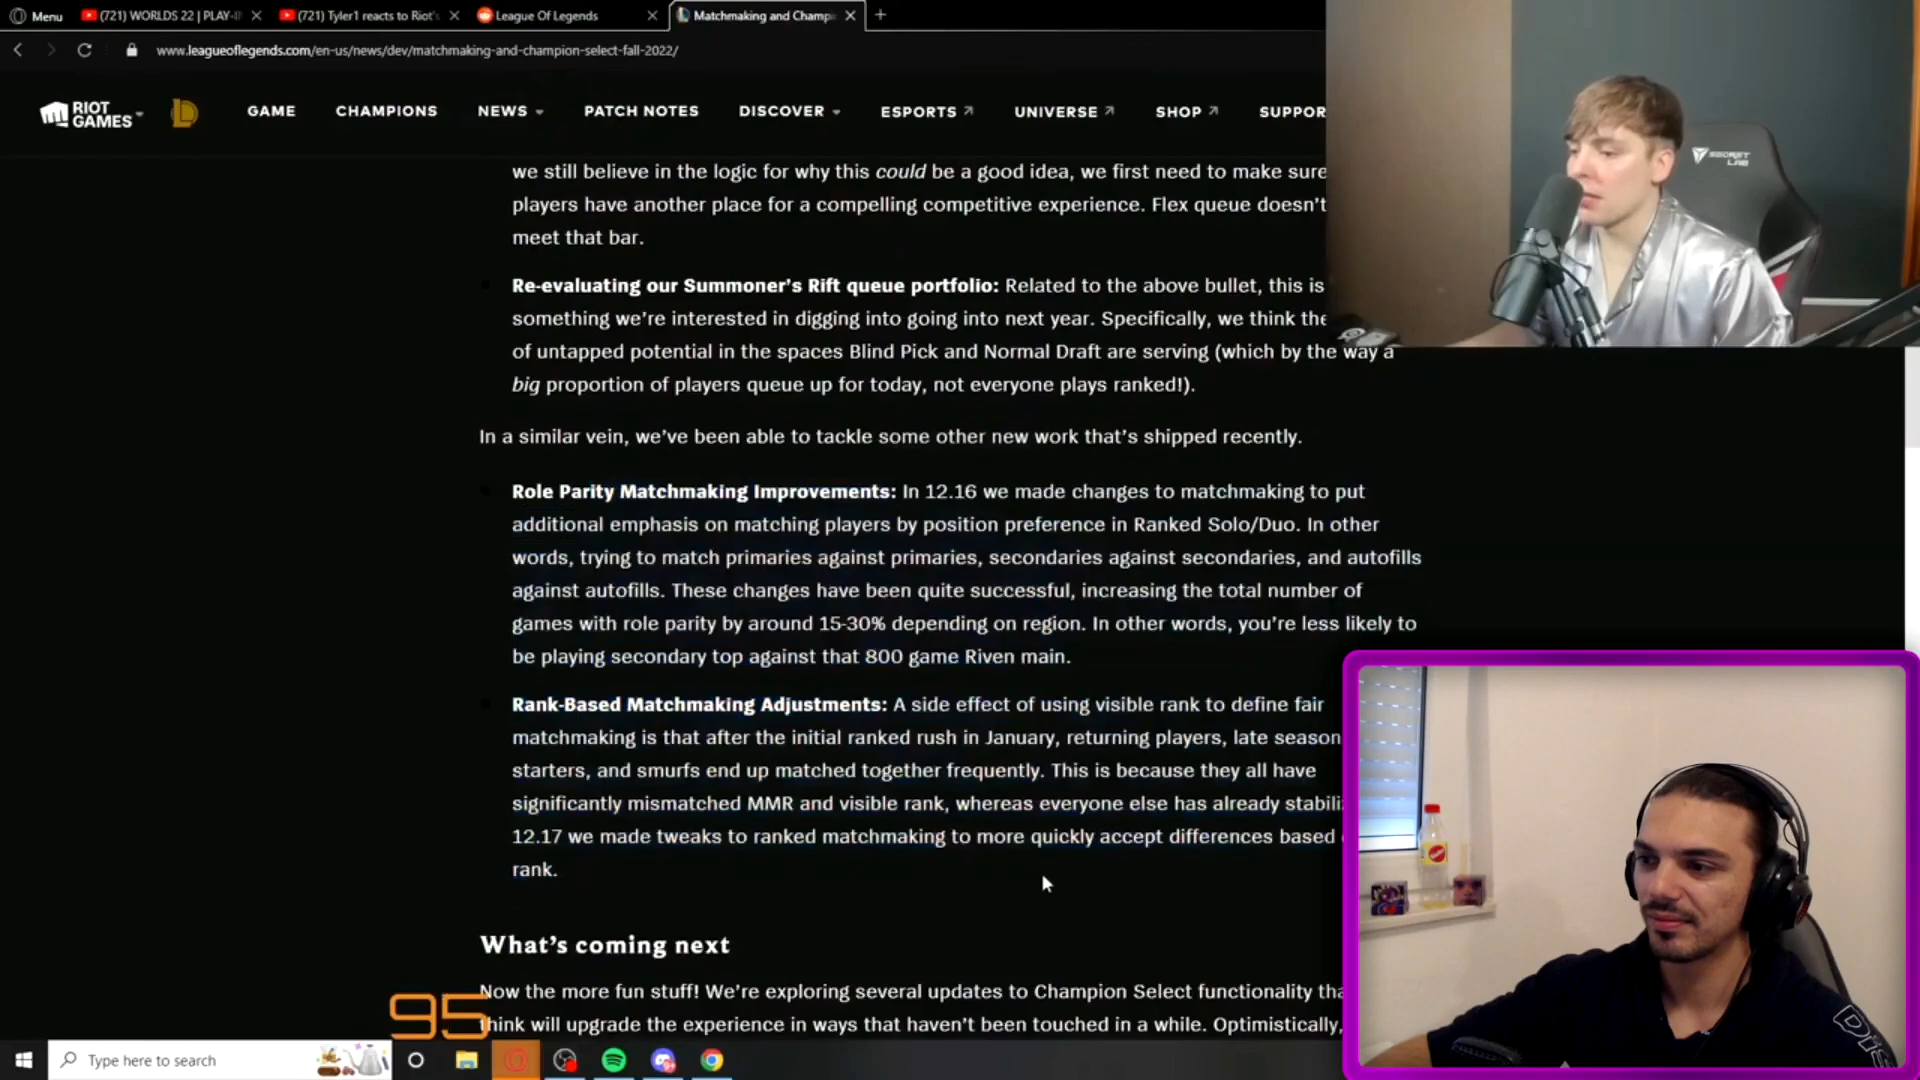 Menu
(721) WORLDS 22 | PLAY-I
(721) Tyler1 reacts to Riot's
League Of Legends
Matchmaking and Champi
www.leagueoflegends.com/en-us/news/dev/matchmaking-and-champion-select-fall-2022/
RIOT GAMES
GAME
CHAMPIONS
NEWS
PATCH NOTES
DISCOVER
ESPORTS
UNIVERSE
SHOP
SUPPOR
SECRET LAB
we still believe in the logic for why this could be a good idea, we first need to make sure
players have another place for a compelling competitive experience. Flex queue doesn't
meet that bar.
Re-evaluating our Summoner's Rift queue portfolio: Related to the above bullet, this is
something we're interested in digging into going into next year. Specifically, we think the
of untapped potential in the spaces Blind Pick and Normal Draft are serving (which by the way a
big proportion of players queue up for today, not everyone plays ranked!).
In a similar vein, we've been able to tackle some other new work that's shipped recently.
Role Parity Matchmaking Improvements: In 12.16 we made changes to matchmaking to put
additional emphasis on matching players by position preference in Ranked Solo/Duo. In other
words, trying to match primaries against primaries, secondaries against secondaries, and autofills
against autofills. These changes have been quite successful, increasing the total number of
games with role parity by around 15-30% depending on region. In other words, you're less likely to
be playing secondary top against that 800 game Riven main.
Rank-Based Matchmaking Adjustments: A side effect of using visible rank to define fair
matchmaking is that after the initial ranked rush in January, returning players, late season
starters, and smurfs end up matched together frequently. This is because they all have
significantly mismatched MMR and visible rank, whereas everyone else has already stabili
12.17 we made tweaks to ranked matchmaking to more quickly accept differences based
rank.
What's coming next
Now the more fun stuff! We're exploring several updates to Champion Select functionality tha
think will upgrade the experience in ways that haven't been touched in a while. Optimistically,
95
Type here to search